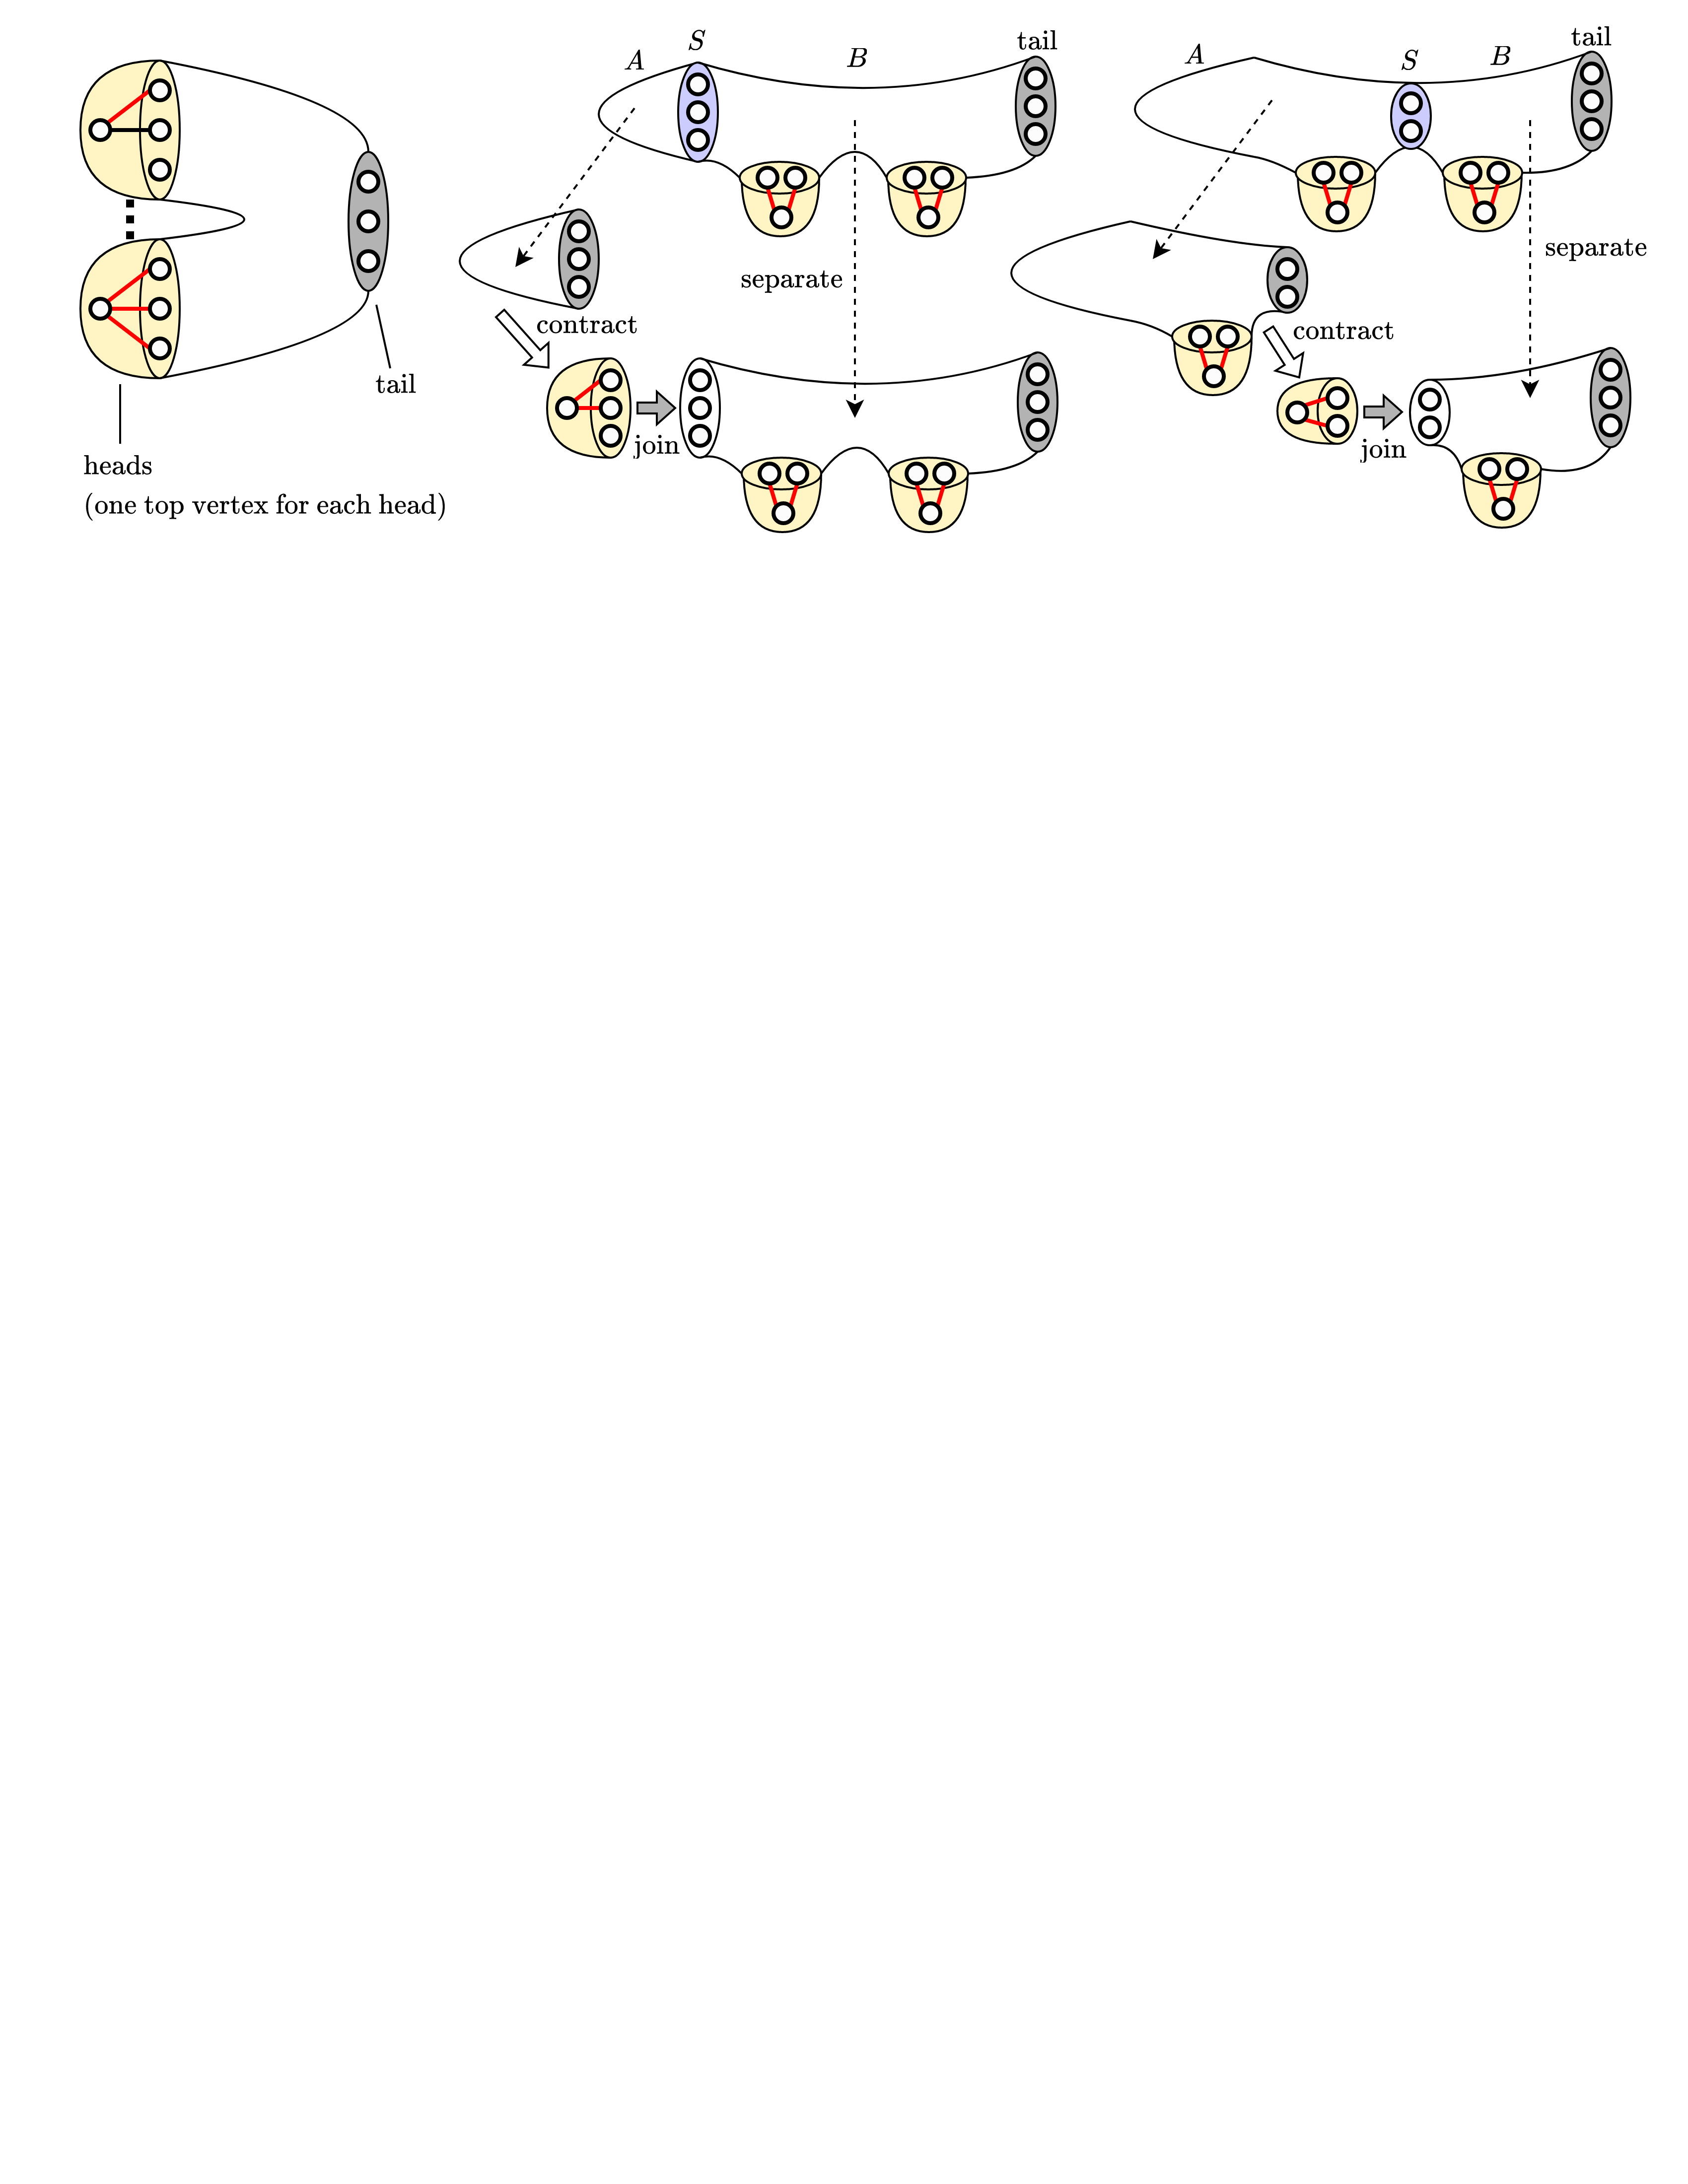 tail
heads
(one top vertex for each head)
A
S
B
tail
separate
contract
join
A
S
B
tail
separate
contract
join